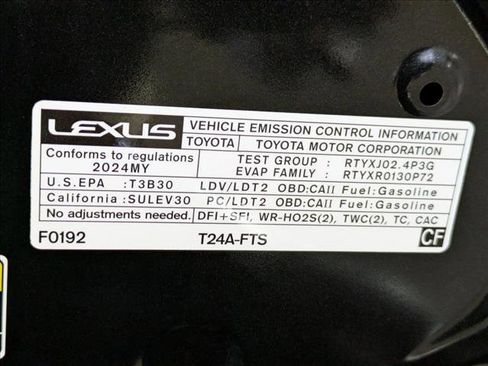 LEXUS VEHICLE EMISSION CONTROL INFORMATION
TOYOTA TOYOTA MOTOR CORPORATION
Conforms to regulations 2024MY
TEST GROUP : RTYXJ02.4P3G
EVAP FAMILY : RTYXR0130P72
U.S.EPA : T3B30 LDV/LDT2 OBD:CAII Fuel:Gasoline
California : SULEV30 PC/LDT2 OBD:CAII Fuel:Gasoline
No adjustments needed. DFI+SFI, WR-HO2S(2), TWC(2), TC, CAC
F0192 T24A-FTS CF